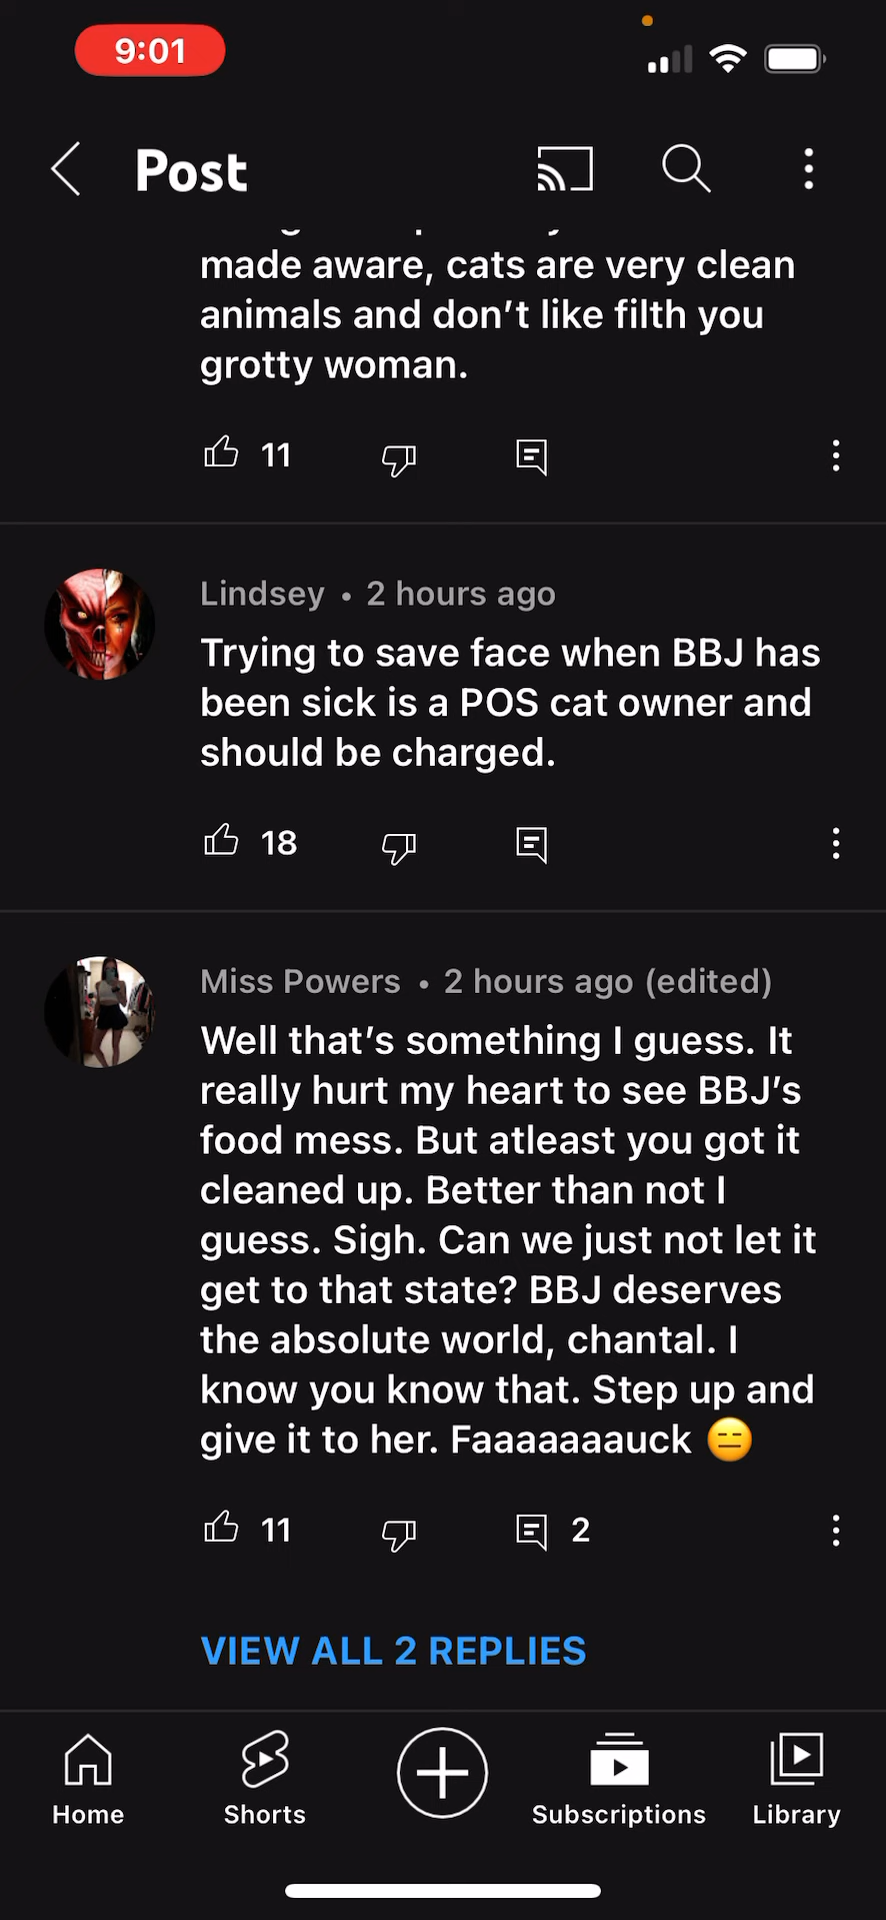 9:01
Post
made aware, cats are very clean
animals and don't like filth you
grotty woman.
11
Lindsey • 2 hours ago
Trying to save face when BBJ has
been sick is a POS cat owner and
should be charged.
18
Miss Powers • 2 hours ago (edited)
Well that's something I guess. It
really hurt my heart to see BBJ's
food mess. But atleast you got it
cleaned up. Better than not I
guess. Sigh. Can we just not let it
get to that state? BBJ deserves
the absolute world, chantal. I
know you know that. Step up and
give it to her. Faaaaaaauck 😑
11
2
VIEW ALL 2 REPLIES
Home
Shorts
Subscriptions
Library